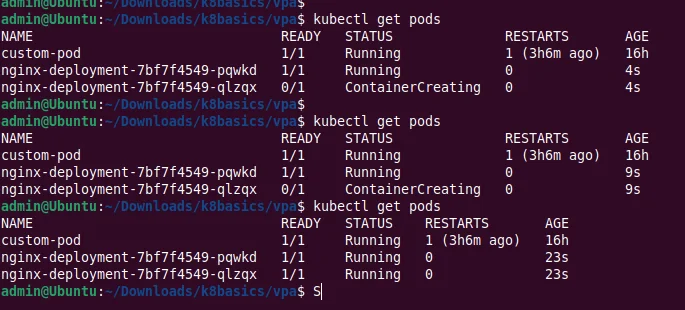 admin@Ubuntu:~/Downloads/k8basics/vpa$
admin@Ubuntu:~/Downloads/k8basics/vpa$ kubectl get pods
NAME READY STATUS RESTARTS AGE
custom-pod 1/1 Running 1 (3h6m ago) 16h
nginx-deployment-7bf7f4549-pqwkd 1/1 Running 0 4s
nginx-deployment-7bf7f4549-qlzqx 0/1 ContainerCreating 0 4s
admin@Ubuntu:~/Downloads/k8basics/vpa$
admin@Ubuntu:~/Downloads/k8basics/vpa$ kubectl get pods
NAME READY STATUS RESTARTS AGE
custom-pod 1/1 Running 1 (3h6m ago) 16h
nginx-deployment-7bf7f4549-pqwkd 1/1 Running 0 9s
nginx-deployment-7bf7f4549-qlzqx 0/1 ContainerCreating 0 9s
admin@Ubuntu:~/Downloads/k8basics/vpa$ kubectl get pods
NAME READY STATUS RESTARTS AGE
custom-pod 1/1 Running 1 (3h6m ago) 16h
nginx-deployment-7bf7f4549-pqwkd 1/1 Running 0 23s
nginx-deployment-7bf7f4549-qlzqx 1/1 Running 0 23s
admin@Ubuntu:~/Downloads/k8basics/vpa$ S